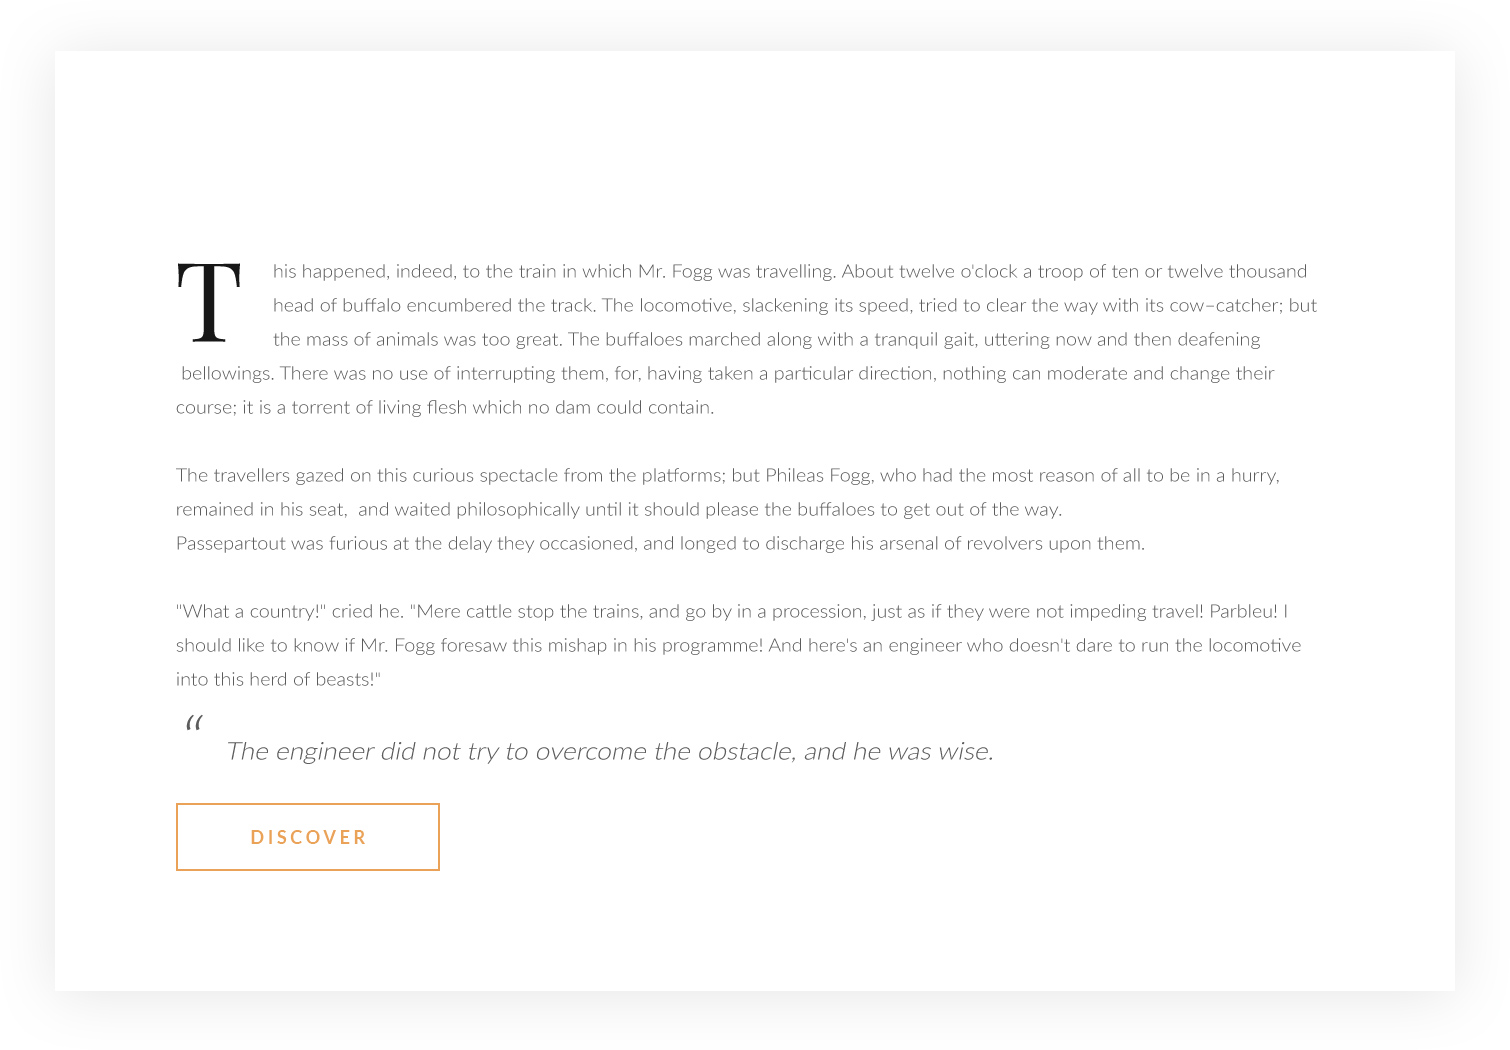 This happened, indeed, to the train in which Mr. Fogg was travelling. About twelve o'clock a troop of ten or twelve thousand
head of buffalo encumbered the track. The locomotive, slackening its speed, tried to clear the way with its cow–catcher; but
the mass of animals was too great. The buffaloes marched along with a tranquil gait, uttering now and then deafening
bellowings. There was no use of interrupting them, for, having taken a particular direction, nothing can moderate and change their
course; it is a torrent of living flesh which no dam could contain.
The travellers gazed on this curious spectacle from the platforms; but Phileas Fogg, who had the most reason of all to be in a hurry,
remained in his seat,  and waited philosophically until it should please the buffaloes to get out of the way.
Passepartout was furious at the delay they occasioned, and longed to discharge his arsenal of revolvers upon them.
"What a country!" cried he. "Mere cattle stop the trains, and go by in a procession, just as if they were not impeding travel! Parbleu! I
should like to know if Mr. Fogg foresaw this mishap in his programme! And here's an engineer who doesn't dare to run the locomotive
into this herd of beasts!"
“ The engineer did not try to overcome the obstacle, and he was wise.
DISCOVER